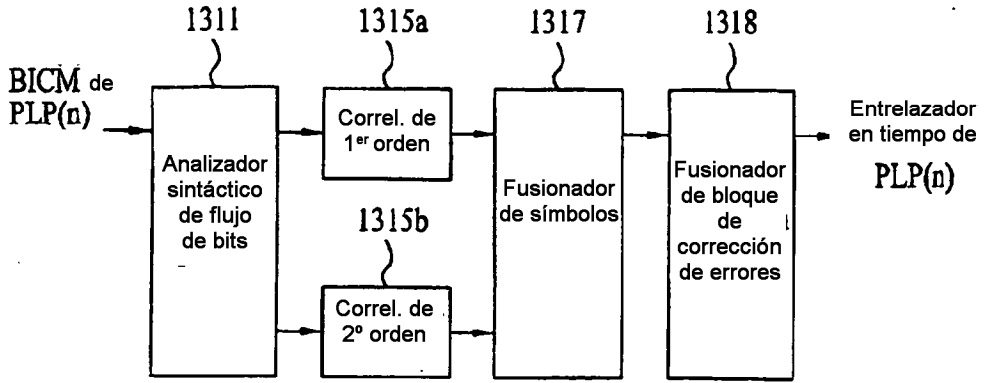 1311
1315a
1317
1318
BICM de
PLP(n)
Analizador
sintáctico
de flujo
de bits
Correl. de
1er orden
1315b
Correl. de
2º orden
Fusionador
de símbolos
Fusionador
de bloque
de
corrección
de errores
Entrelazador
en tiempo de
PLP(n)